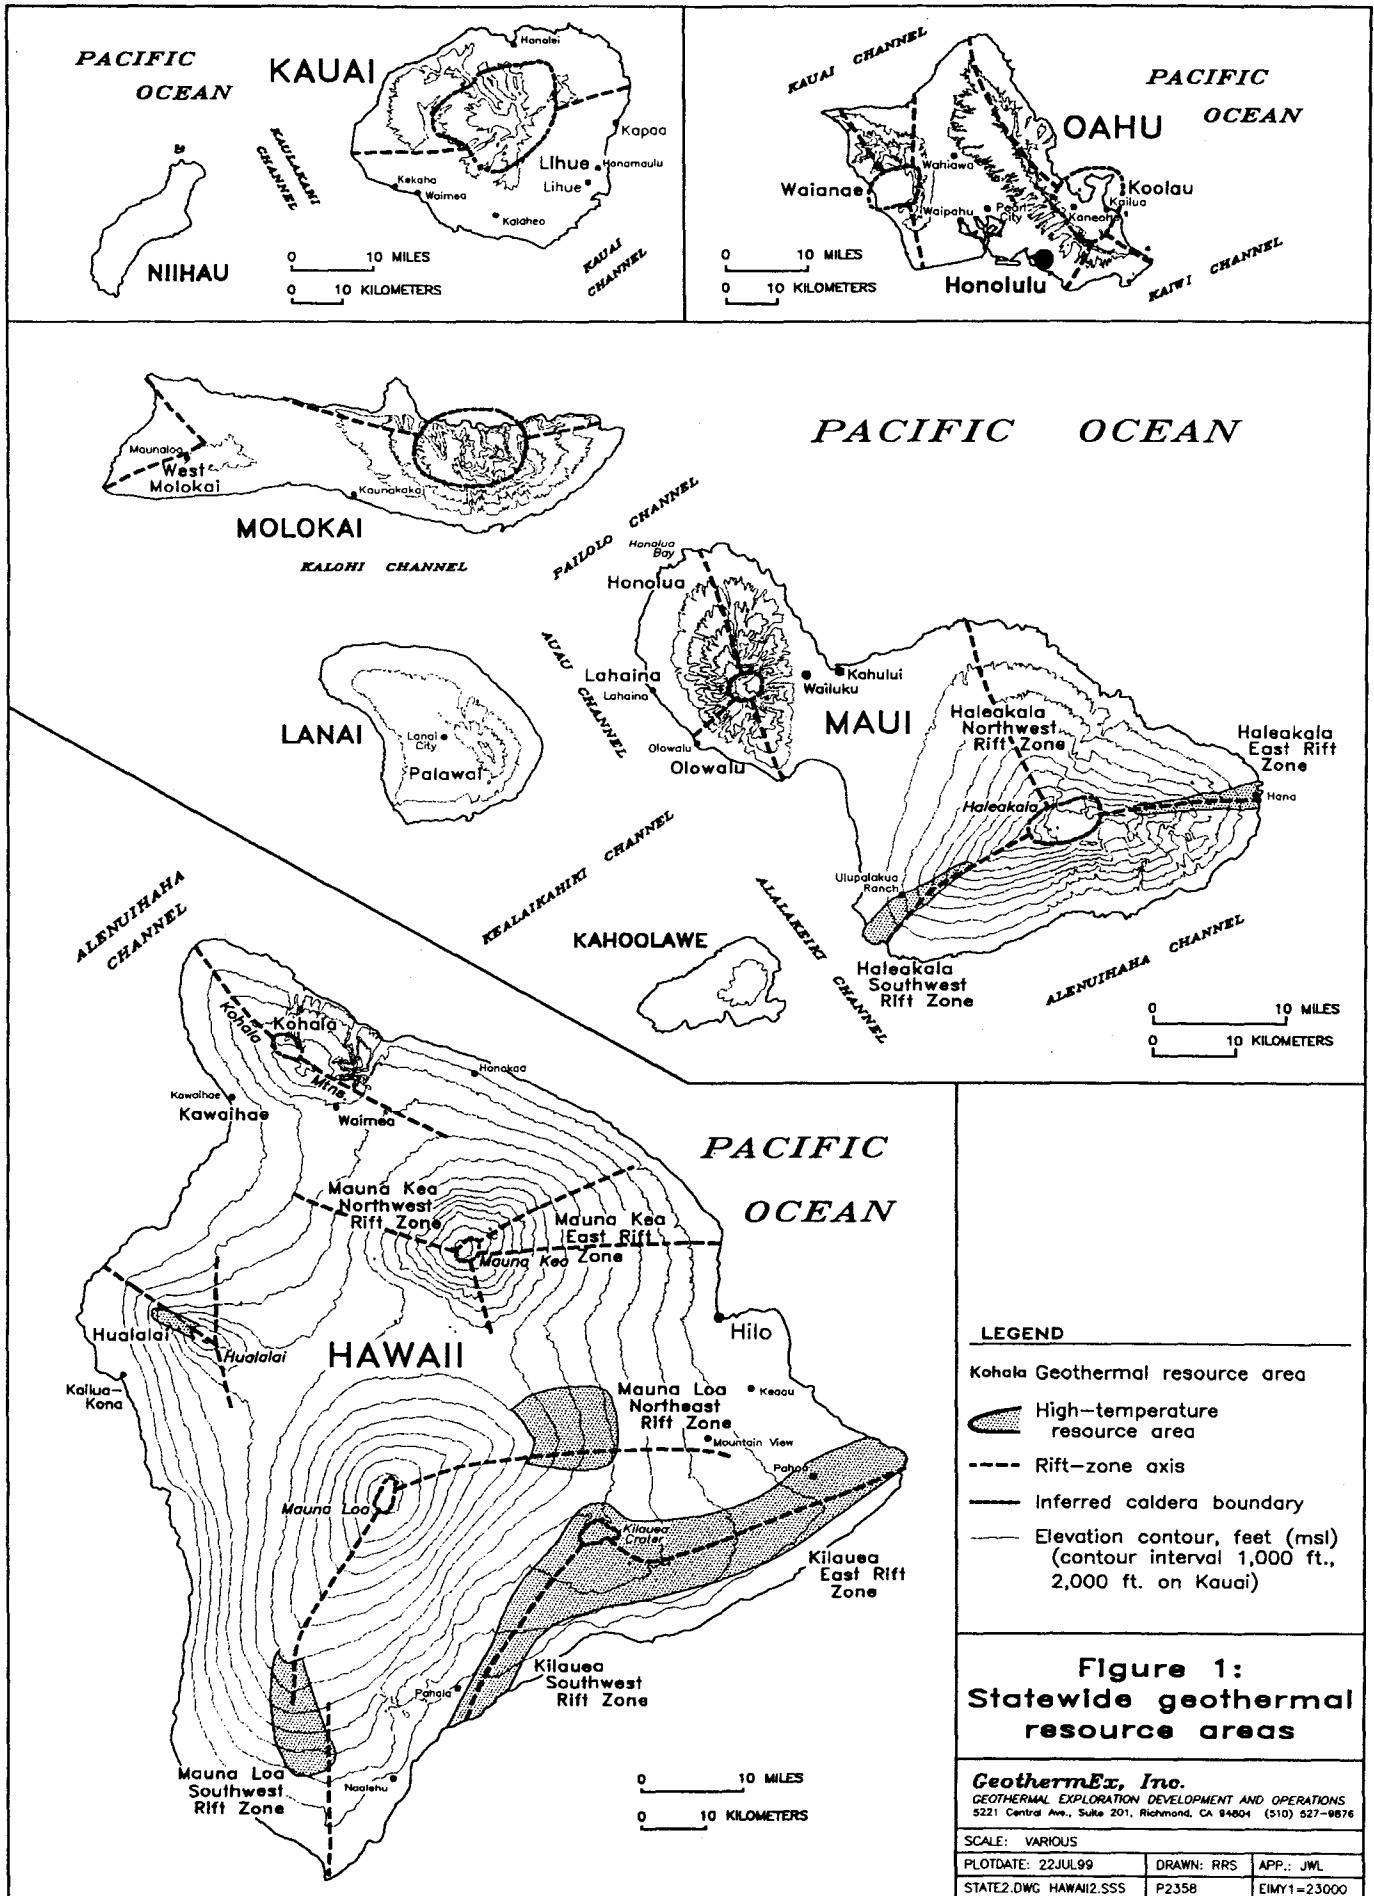 PACIFIC
OCEAN
KAUAI
Hanalei
KAULAKAHI
CHANNEL
Kapaa
Lihue
Hanamaulu
Lihue
Kekaha
Waimea
Kalaheo
NIIHAU
0 10 MILES
0 10 KILOMETERS
KAUAI
CHANNEL
KAUAI CHANNEL
PACIFIC
OCEAN
OAHU
Wahiawa
Waianae
Koolau
Kailua
Waipahu
Pearl
City
Kaneohe
Honolulu
0 10 MILES
0 10 KILOMETERS
KAIWI CHANNEL
PACIFIC OCEAN
Maunaloa
West
Molokai
Kaunakakai
MOLOKAI
KALOHI CHANNEL
PAILOLO CHANNEL
Honolua
Bay
Honolua
AUAU CHANNEL
Lahaina
Lahaina
Kahului
Wailuku
MAUI
Olowalu
Olowalu
LANAI
Lanai
City
Palawai
Haleakala
Northwest
Rift Zone
Haleakala
East Rift
Zone
Hana
Haleakala
Ulupalakua
Ranch
KEALAIKAHIKI CHANNEL
ALALAKEIKI CHANNEL
KAHOOLAWE
Haleakala
Southwest
Rift Zone
ALENUIHAHA CHANNEL
0 10 MILES
0 10 KILOMETERS
ALENUIHAHA
CHANNEL
Kohala
Kohala
Mtns.
Honokaa
Kawaihae
Kawaihae
Waimea
PACIFIC
OCEAN
Mauna Kea
Northwest
Rift Zone
Mauna Kea
East Rift
Zone
Mauna Kea
Hualalai
Hualalai
HAWAII
Hilo
Kailua-
Kona
Mauna Loa
Northeast
Rift Zone
Keaau
Mountain View
Pahoa
Mauna Loa
Kilauea
Crater
Kilauea
East Rift
Zone
Kilauea
Southwest
Rift Zone
Pahala
Mauna Loa
Southwest
Rift Zone
Naalehu
0 10 MILES
0 10 KILOMETERS
LEGEND
Kohala Geothermal resource area
High-temperature
resource area
Rift-zone axis
Inferred caldera boundary
Elevation contour, feet (msl)
(contour interval 1,000 ft.,
2,000 ft. on Kauai)
Figure 1:
Statewide geothermal
resource areas
GeothermEx, Inc.
GEOTHERMAL EXPLORATION DEVELOPMENT AND OPERATIONS
5221 Central Ave., Suite 201, Richmond, CA 94804 (510) 527-9876
SCALE: VARIOUS
PLOTDATE: 22JUL99 DRAWN: RRS APP.: JWL
STATE2.DWG HAWAII2.SSS P2358 EIMY1=23000